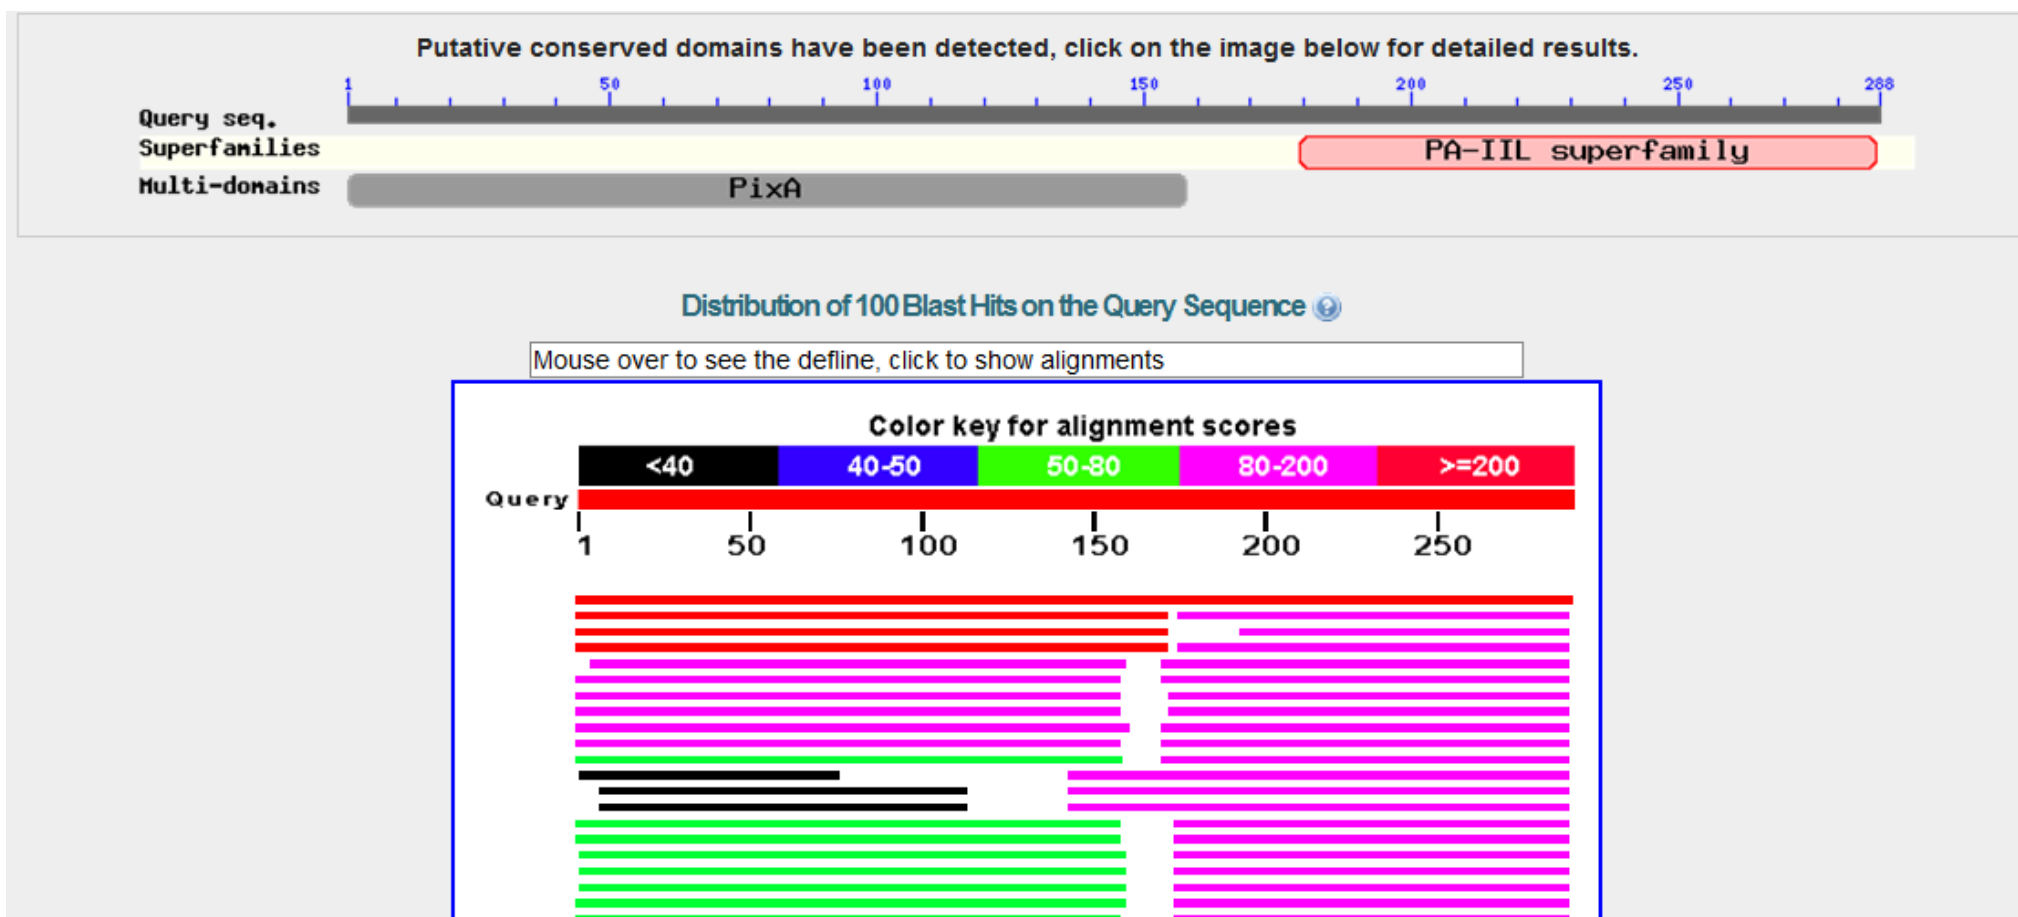 Putative conserved domains have been detected, click on the image below for detailed results.
1 50 100 150 200 250 288
Query seq.
Superfamilies PA-IIL superfamily
Multi-domains PixA
Distribution of 100 Blast Hits on the Query Sequence ?
Mouse over to see the defline, click to show alignments
Color key for alignment scores
<40 40-50 50-80 80-200 >=200
Query
1 50 100 150 200 250